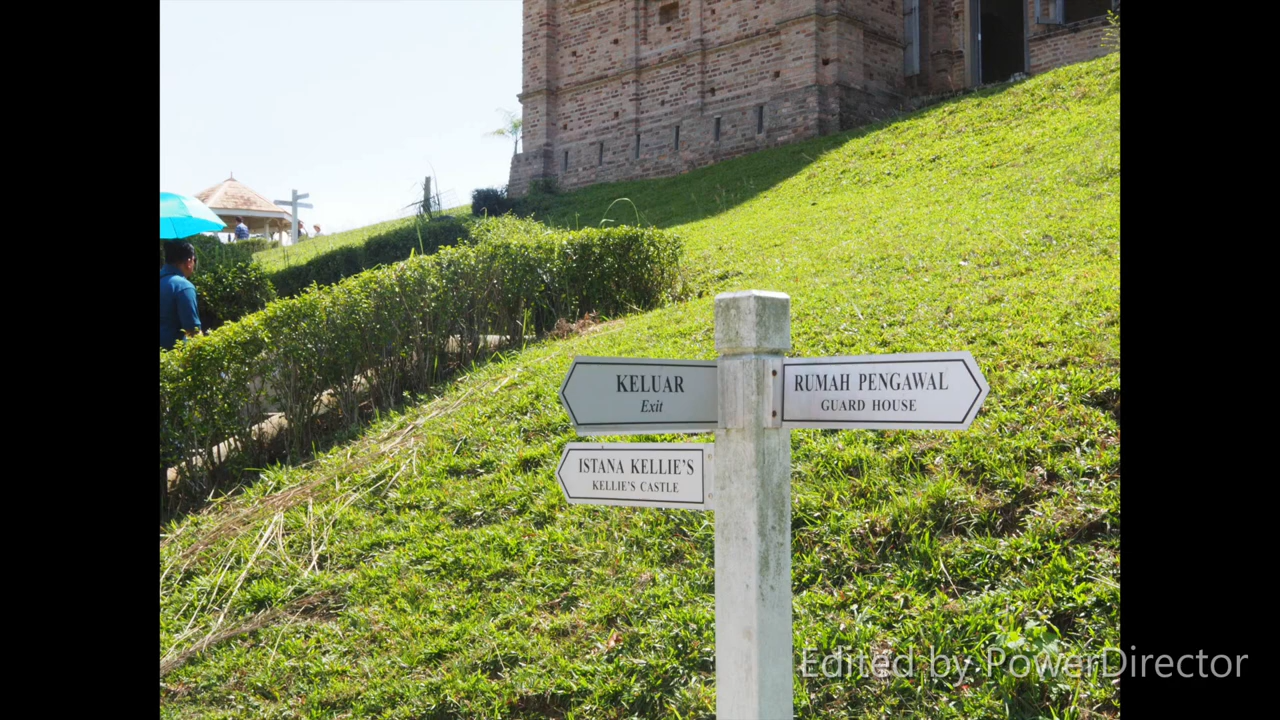 KELUAR
Exit
RUMAH PENGAWAL
GUARD HOUSE
ISTANA KELLIE'S
KELLIE'S CASTLE
Edited by PowerDirector